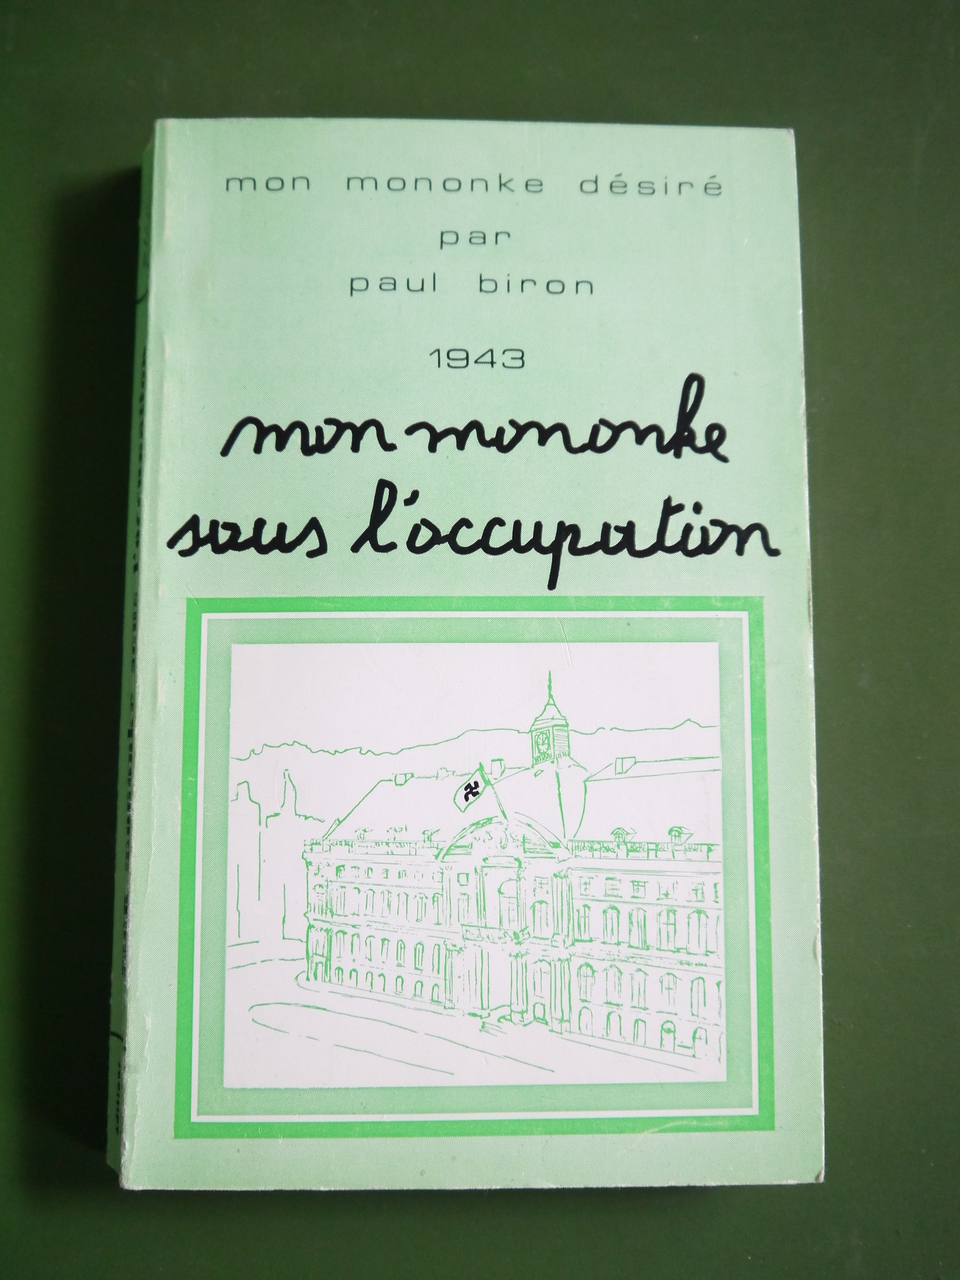 mon mononke désiré
par
paul biron
1943
mon mononke
sous l'occupation